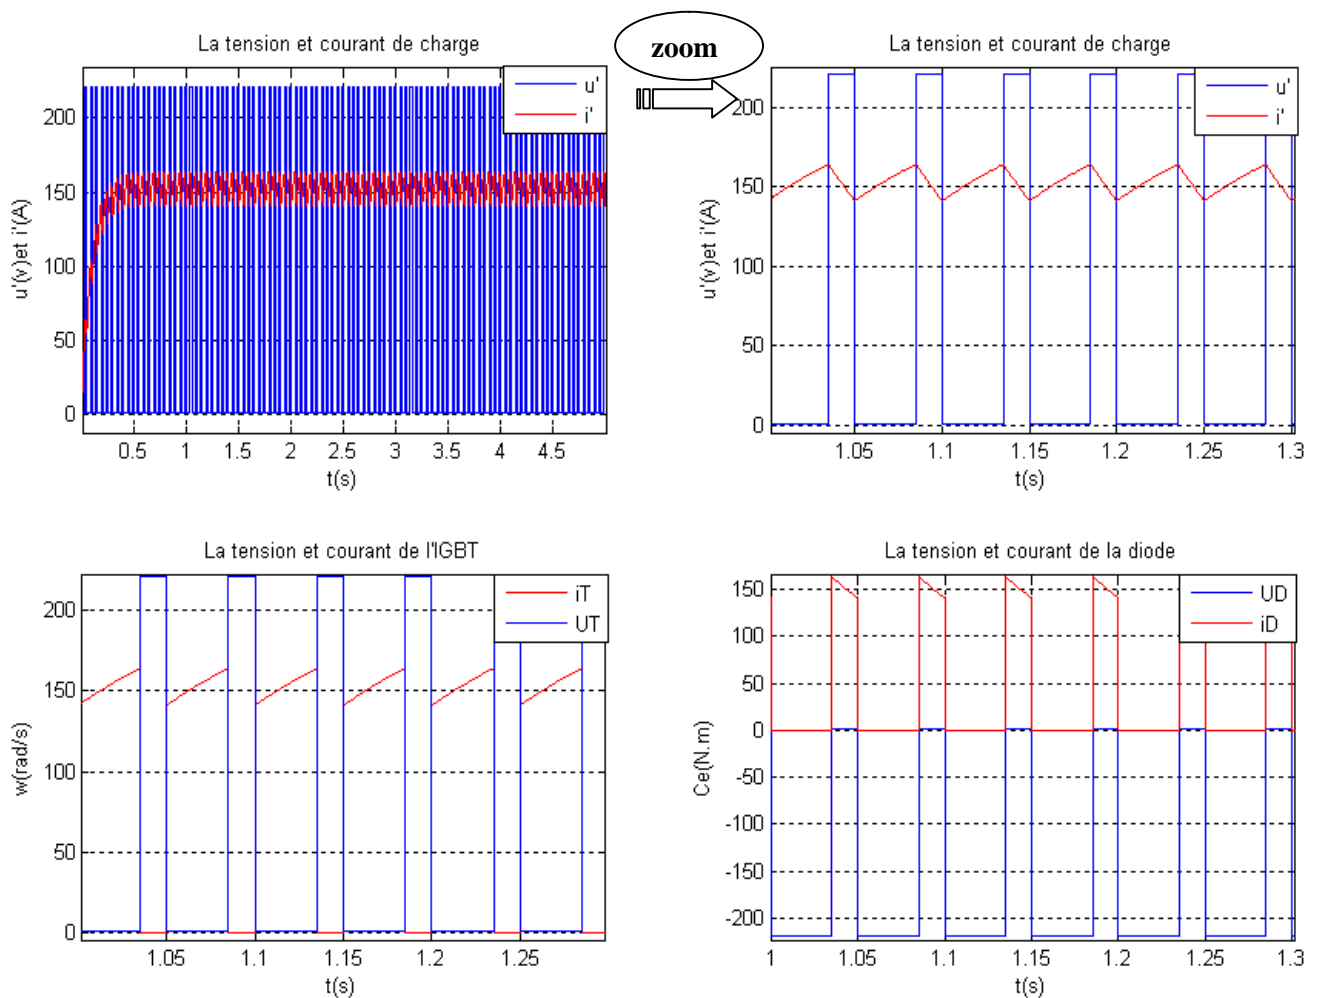 La tension et courant de charge
u'
i'
200
150
100
50
0
u'(v)et i'(A)
0.5 1 1.5 2 2.5 3 3.5 4 4.5
t(s)
zoom
La tension et courant de charge
u'
i'
200
150
100
50
0
u'(v)et i'(A)
1.05 1.1 1.15 1.2 1.25 1.3
t(s)
La tension et courant de l'IGBT
iT
UT
200
150
100
50
0
w(rad/s)
1.05 1.1 1.15 1.2 1.25
t(s)
La tension et courant de la diode
UD
iD
150
100
50
0
-50
-100
-150
-200
Ce(N.m)
1 1.05 1.1 1.15 1.2 1.25 1.3
t(s)